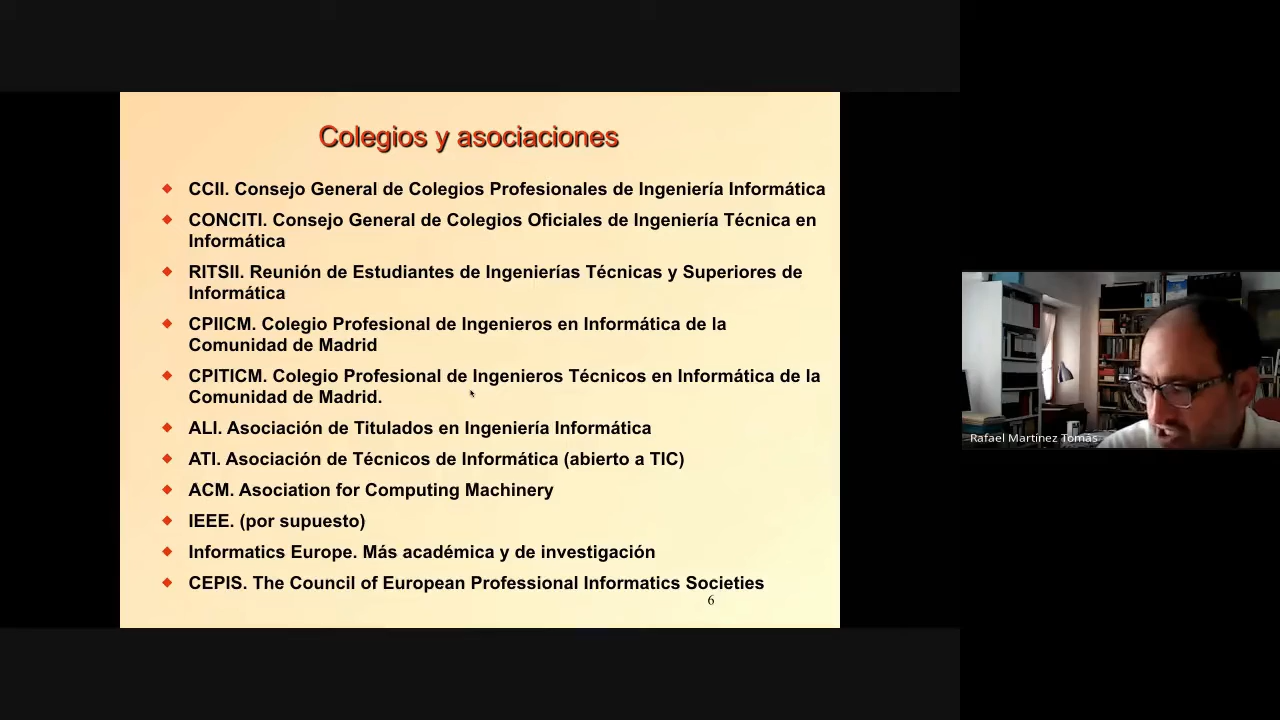 Colegios y asociaciones
CCII. Consejo General de Colegios Profesionales de Ingeniería Informática
CONCITI. Consejo General de Colegios Oficiales de Ingeniería Técnica en
Informática
RITSII. Reunión de Estudiantes de Ingenierías Técnicas y Superiores de
Informática
CPIICM. Colegio Profesional de Ingenieros en Informática de la
Comunidad de Madrid
CPITICM. Colegio Profesional de Ingenieros Técnicos en Informática de la
Comunidad de Madrid.
ALI. Asociación de Titulados en Ingeniería Informática
ATI. Asociación de Técnicos de Informática (abierto a TIC)
ACM. Asociation for Computing Machinery
IEEE. (por supuesto)
Informatics Europe. Más académica y de investigación
CEPIS. The Council of European Professional Informatics Societies
6
Rafael Martínez Tomás